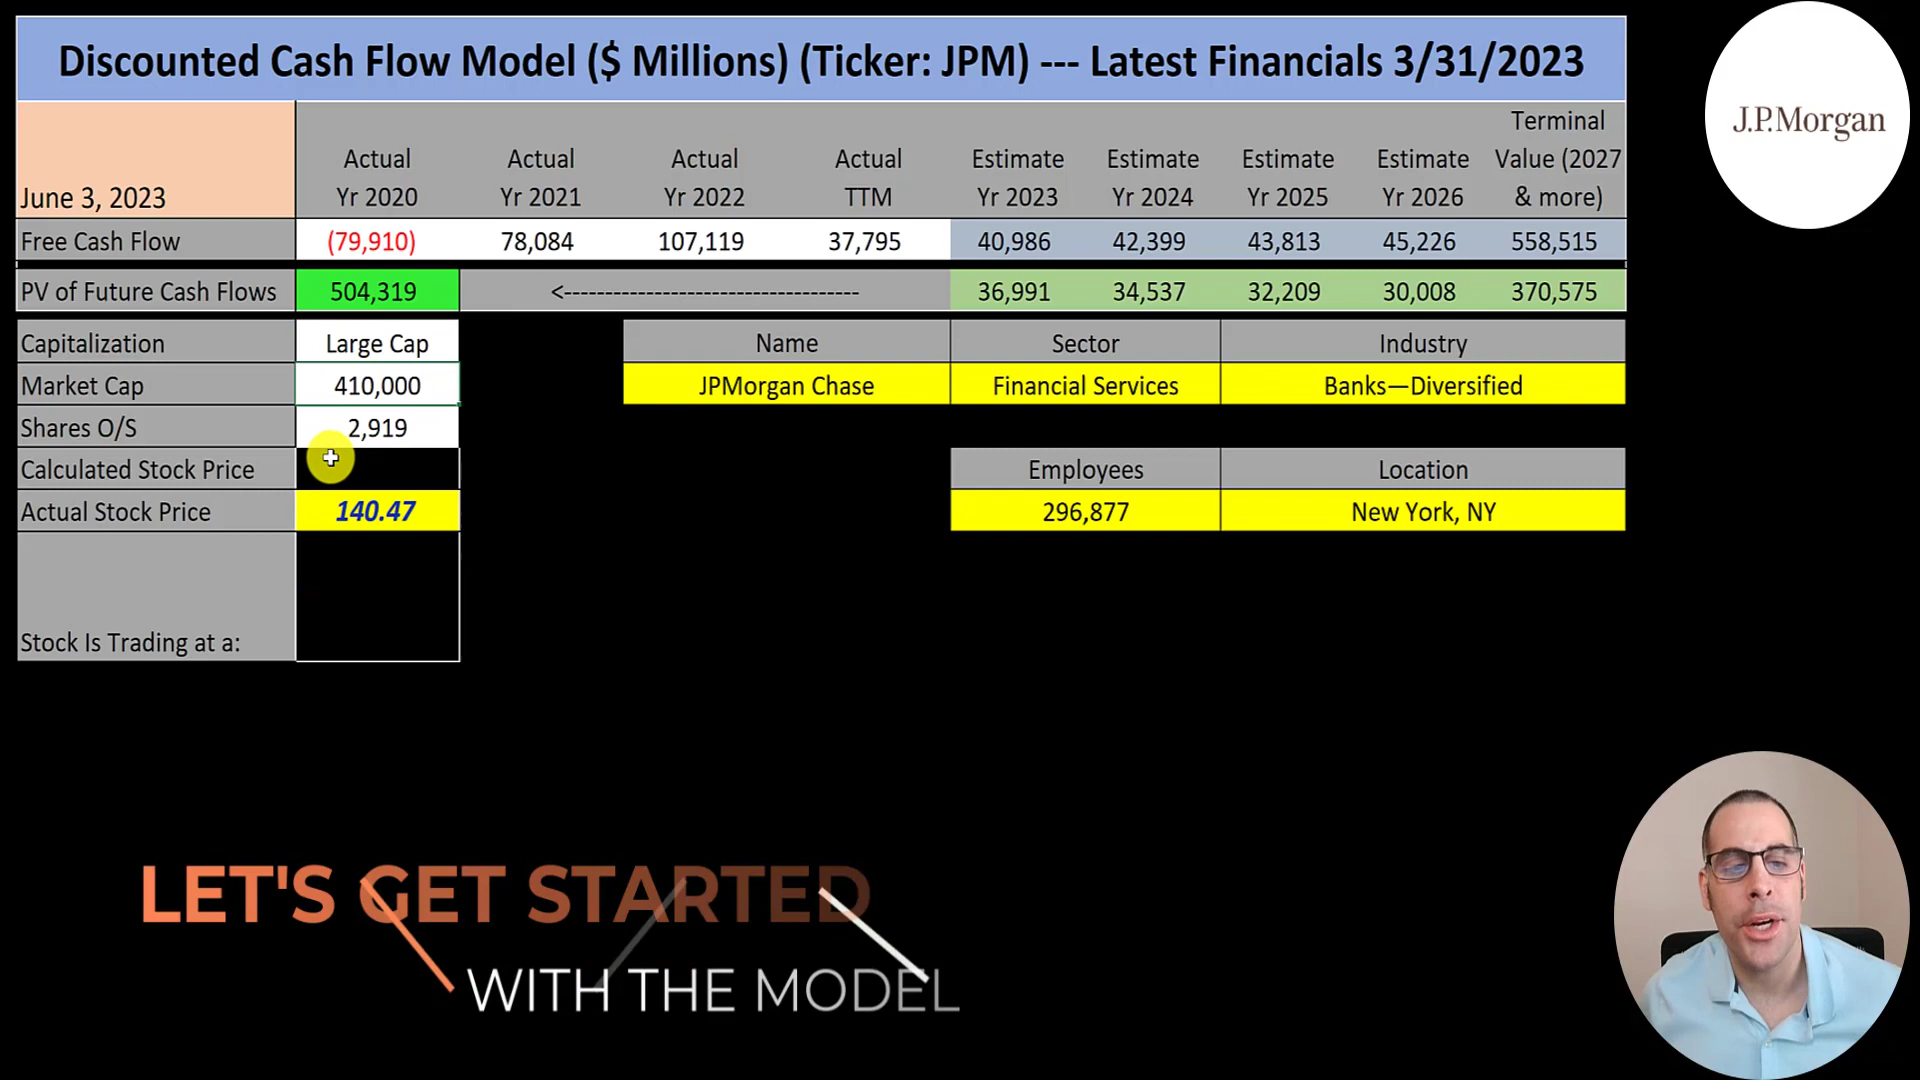 Discounted Cash Flow Model ($ Millions) (Ticker: JPM) --- Latest Financials 3/31/2023
J.P.Morgan
June 3, 2023
Actual Yr 2020
Actual Yr 2021
Actual Yr 2022
Actual TTM
Estimate Yr 2023
Estimate Yr 2024
Estimate Yr 2025
Estimate Yr 2026
Terminal Value (2027 & more)
Free Cash Flow (79,910) 78,084 107,119 37,795 40,986 42,399 43,813 45,226 558,515
PV of Future Cash Flows 504,319 <----------------------------------- 36,991 34,537 32,209 30,008 370,575
Capitalization Large Cap
Market Cap 410,000
Shares O/S 2,919
Calculated Stock Price
Actual Stock Price 140.47
Stock Is Trading at a:
Name Sector Industry
JPMorgan Chase Financial Services Banks—Diversified
Employees Location
296,877 New York, NY
LET'S GET STARTED
WITH THE MODEL